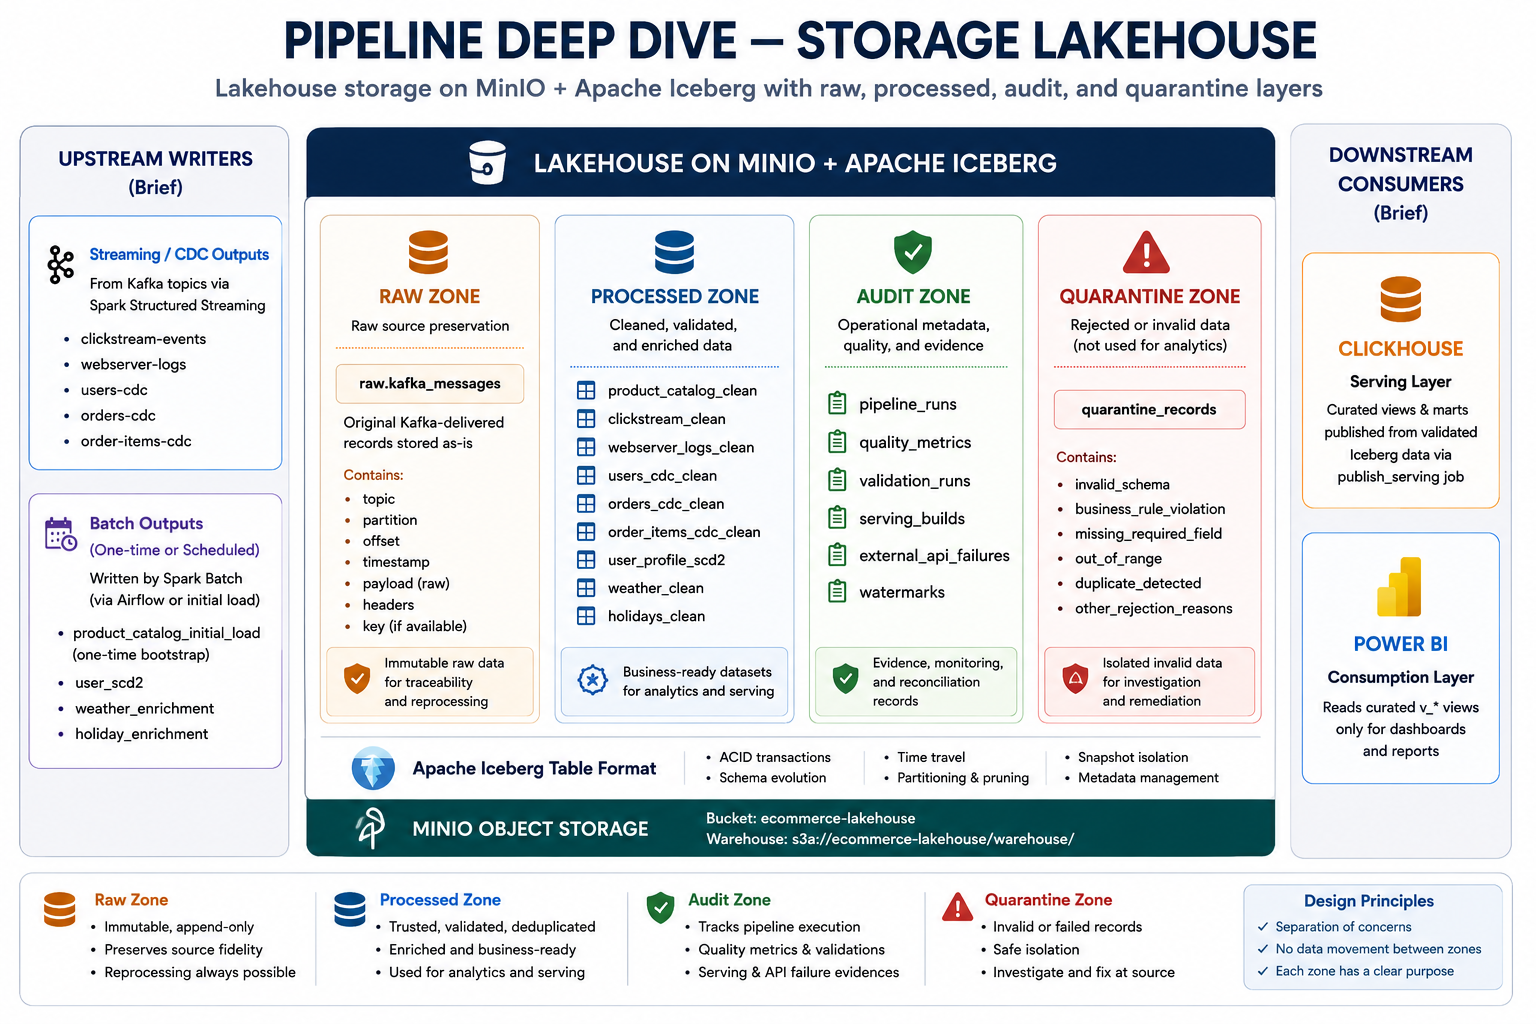 PIPELINE DEEP DIVE — STORAGE LAKEHOUSE
Lakehouse storage on MinIO + Apache Iceberg with raw, processed, audit, and quarantine layers
UPSTREAM WRITERS
(Brief)
Streaming / CDC Outputs
From Kafka topics via
Spark Structured Streaming
• clickstream-events
• webserver-logs
• users-cdc
• orders-cdc
• order-items-cdc
Batch Outputs
(One-time or Scheduled)
Written by Spark Batch
(via Airflow or initial load)
• product_catalog_initial_load
(one-time bootstrap)
• user_scd2
• weather_enrichment
• holiday_enrichment
LAKEHOUSE ON MINIO + APACHE ICEBERG
RAW ZONE
Raw source preservation
raw.kafka_messages
Original Kafka-delivered
records stored as-is
Contains:
• topic
• partition
• offset
• timestamp
• payload (raw)
• headers
• key (if available)
Immutable raw data
for traceability
and reprocessing
PROCESSED ZONE
Cleaned, validated,
and enriched data
product_catalog_clean
clickstream_clean
webserver_logs_clean
users_cdc_clean
orders_cdc_clean
order_items_cdc_clean
user_profile_scd2
weather_clean
holidays_clean
Business-ready datasets
for analytics and serving
AUDIT ZONE
Operational metadata,
quality, and evidence
pipeline_runs
quality_metrics
validation_runs
serving_builds
external_api_failures
watermarks
Evidence, monitoring,
and reconciliation
records
QUARANTINE ZONE
Rejected or invalid data
(not used for analytics)
quarantine_records
Contains:
• invalid_schema
• business_rule_violation
• missing_required_field
• out_of_range
• duplicate_detected
• other_rejection_reasons
Isolated invalid data
for investigation
and remediation
Apache Iceberg Table Format
• ACID transactions
• Schema evolution
• Time travel
• Partitioning & pruning
• Snapshot isolation
• Metadata management
MINIO OBJECT STORAGE
Bucket: ecommerce-lakehouse
Warehouse: s3a://ecommerce-lakehouse/warehouse/
DOWNSTREAM
CONSUMERS
(Brief)
CLICKHOUSE
Serving Layer
Curated views & marts
published from validated
Iceberg data via
publish_serving job
POWER BI
Consumption Layer
Reads curated v_* views
only for dashboards
and reports
Raw Zone
• Immutable, append-only
• Preserves source fidelity
• Reprocessing always possible
Processed Zone
• Trusted, validated, deduplicated
• Enriched and business-ready
• Used for analytics and serving
Audit Zone
• Tracks pipeline execution
• Quality metrics & validations
• Serving & API failure evidences
Quarantine Zone
• Invalid or failed records
• Safe isolation
• Investigate and fix at source
Design Principles
✓ Separation of concerns
✓ No data movement between zones
✓ Each zone has a clear purpose